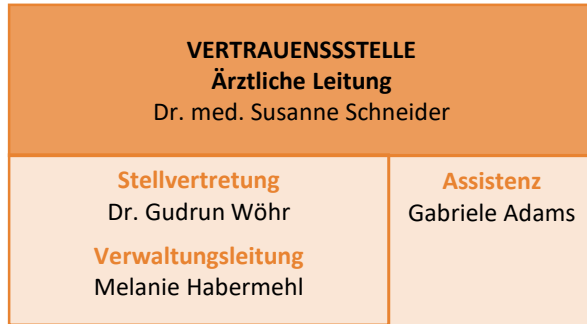 VERTRAUENSSSTELLE
Ärztliche Leitung
Dr. med. Susanne Schneider
Stellvertretung
Dr. Gudrun Wöhr
Verwaltungsleitung
Melanie Habermehl
Assistenz
Gabriele Adams